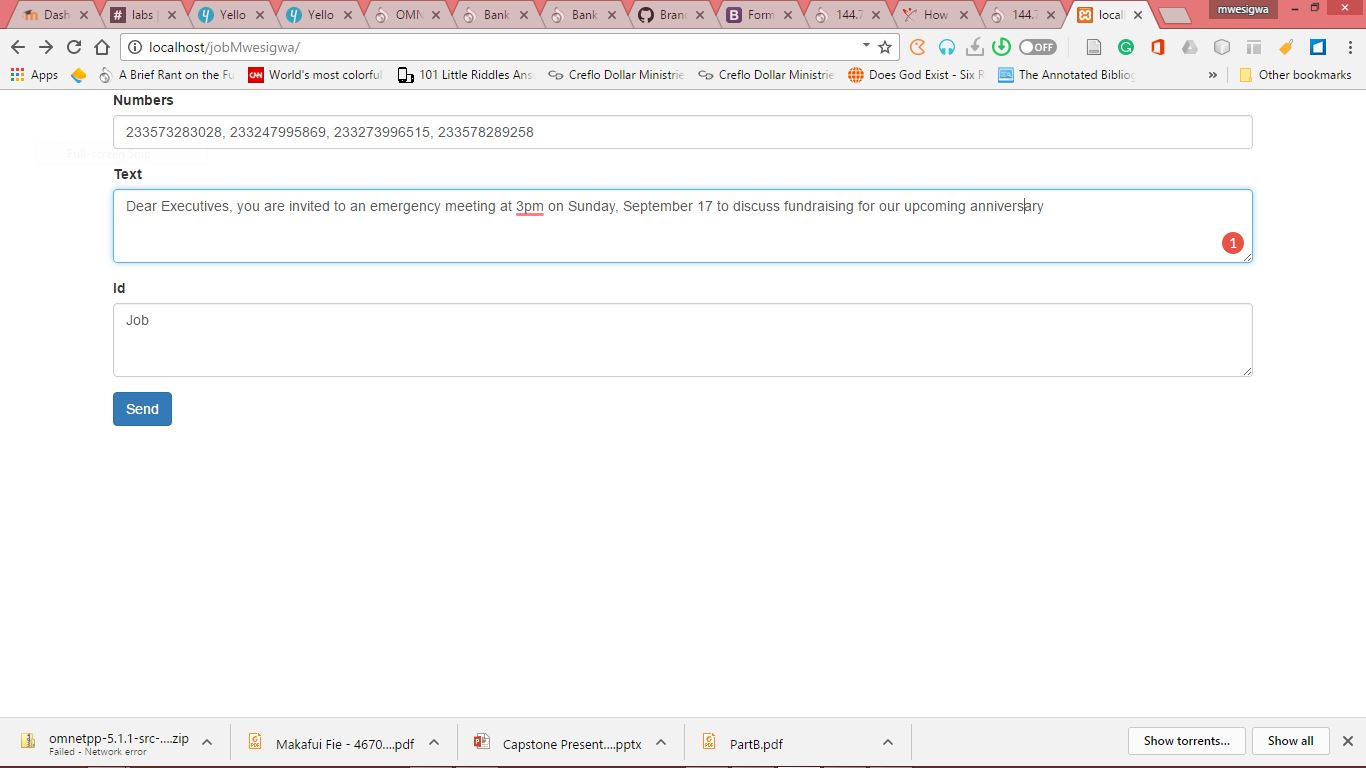 Dash
labs |
Yello
Yello
OMN
Bank
Bank
Bran
Form
144.7
How
144.7
local
mwesigwa
localhost/jobMwesigwa/
OFF
Apps
A Brief Rant on the Fu
CNN
World's most colorful
101 Little Riddles Ans
Creflo Dollar Ministrie
Creflo Dollar Ministrie
Does God Exist - Six R
The Annotated Bibliog
»
Other bookmarks
Numbers
233573283028, 233247995869, 233273996515, 233578289258
Full-screen Snip
Text
Dear Executives, you are invited to an emergency meeting at 3pm on Sunday, September 17 to discuss fundraising for our upcoming anniversary
1
Id
Job
Send
omnetpp-5.1.1-src-....zip
Failed - Network error
Makafui Fie - 4670....pdf
Capstone Present....pptx
PartB.pdf
Show torrents...
Show all